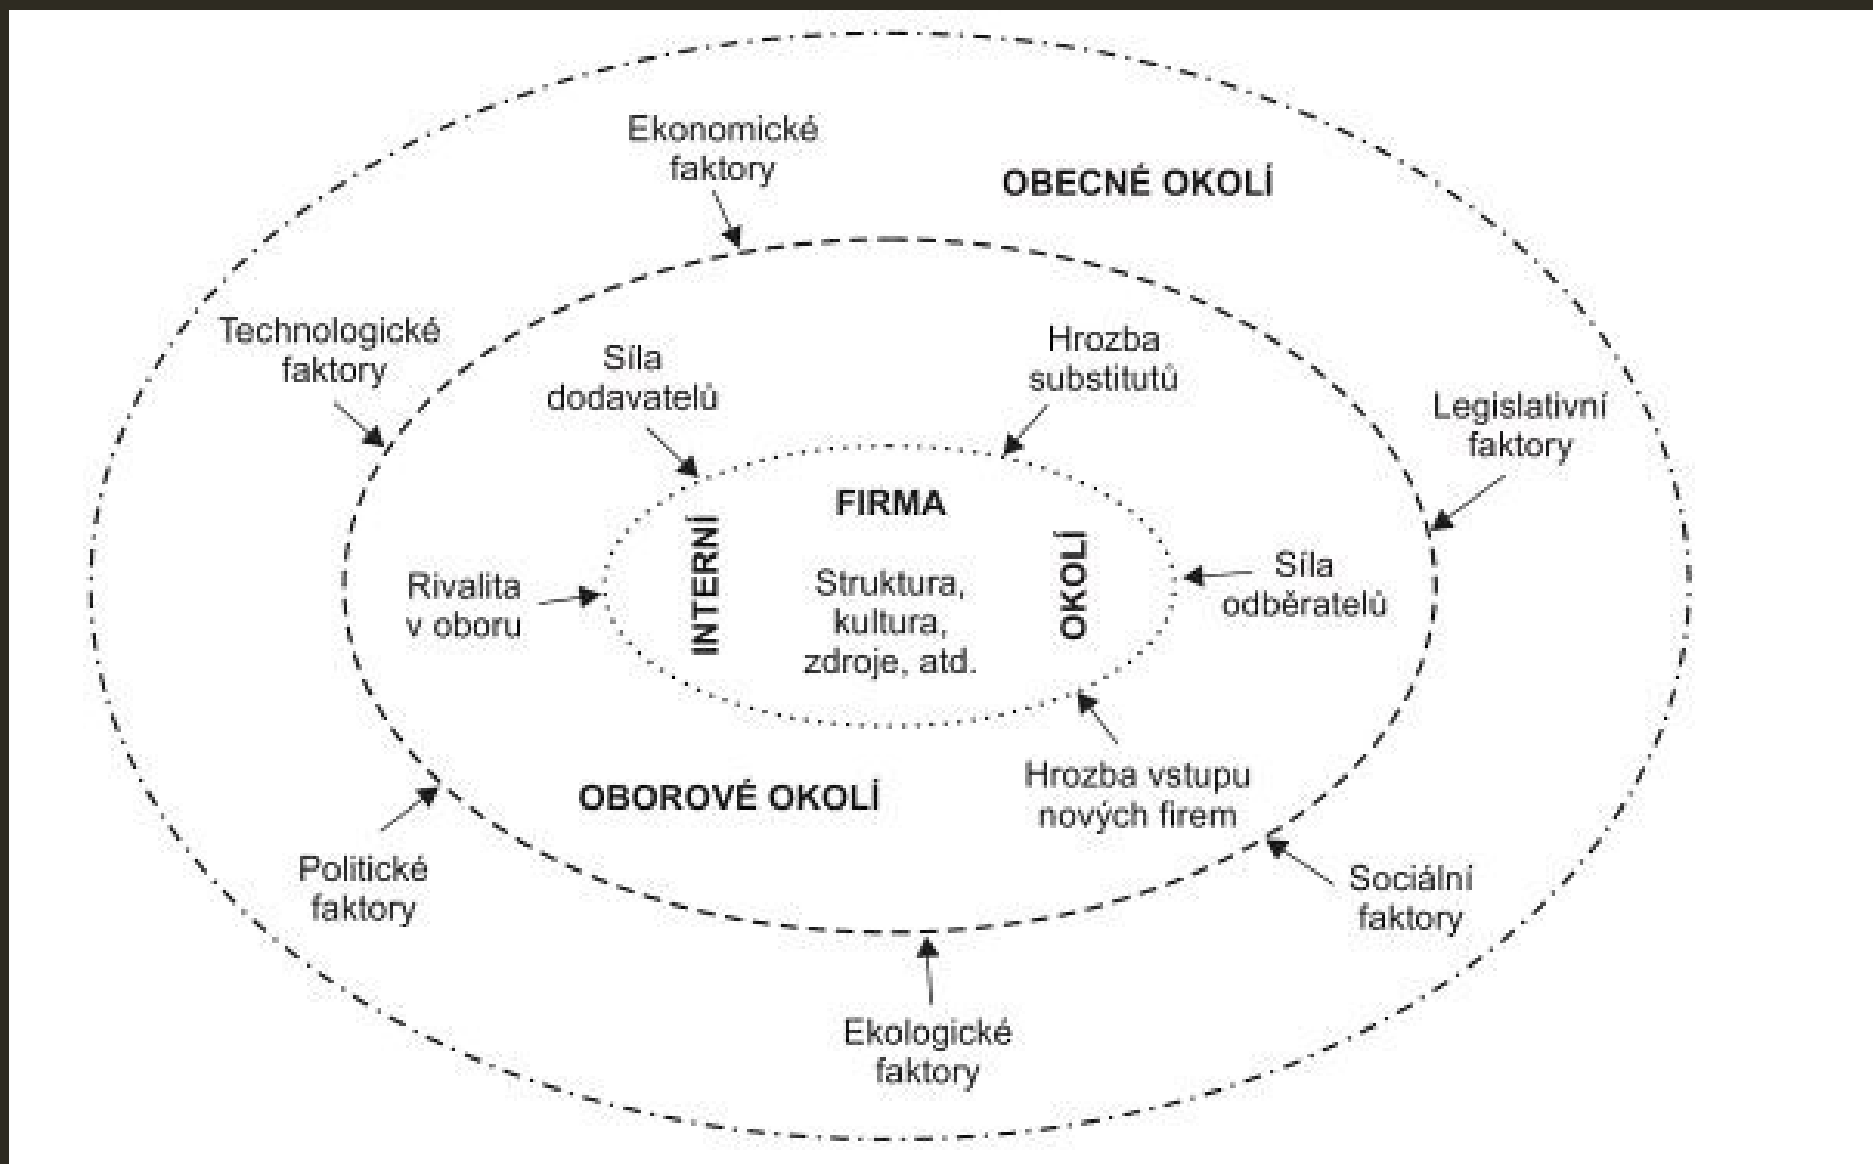 Ekonomické
faktory
OBECNÉ OKOLÍ
Technologické
faktory
Síla
dodavatelů
Hrozba
substitutů
Legislativní
faktory
FIRMA
INTERNÍ
OKOLÍ
Struktura,
kultura,
zdroje, atd.
Rivalita
v oboru
Síla
odběratelů
OBOROVÉ OKOLÍ
Hrozba vstupu
nových firem
Politické
faktory
Sociální
faktory
Ekologické
faktory